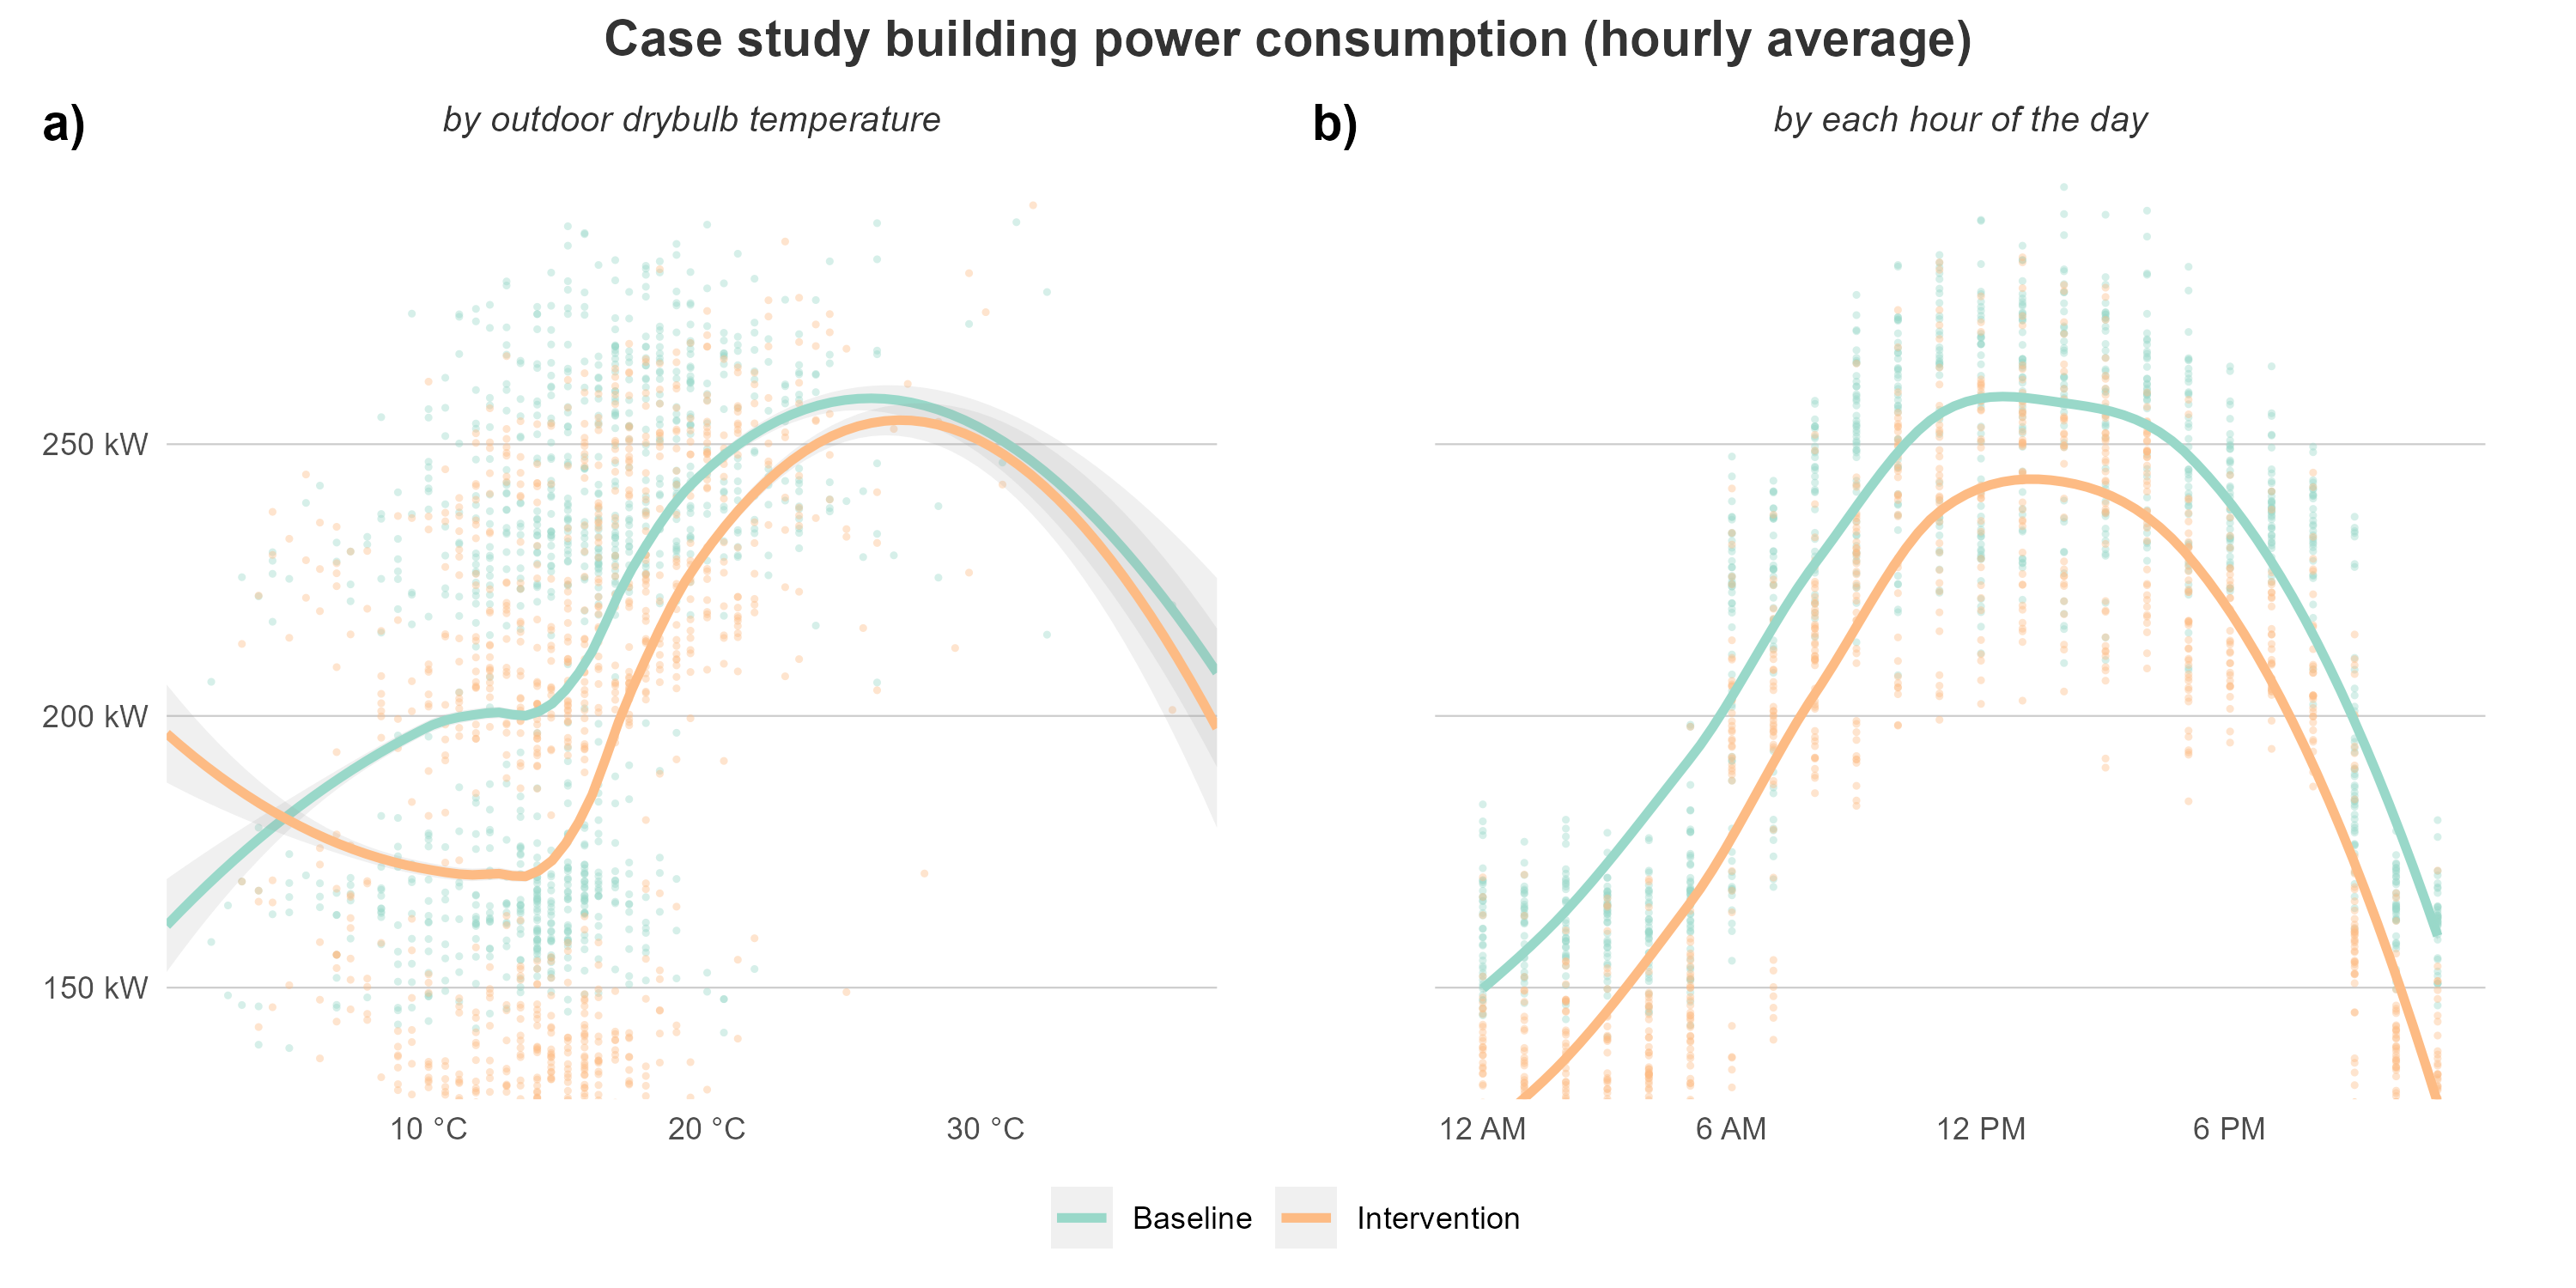 Case study building power consumption (hourly average)
a)
by outdoor drybulb temperature
250 kW
200 kW
150 kW
10 °C
20 °C
30 °C
b)
by each hour of the day
12 AM
6 AM
12 PM
6 PM
Baseline
Intervention